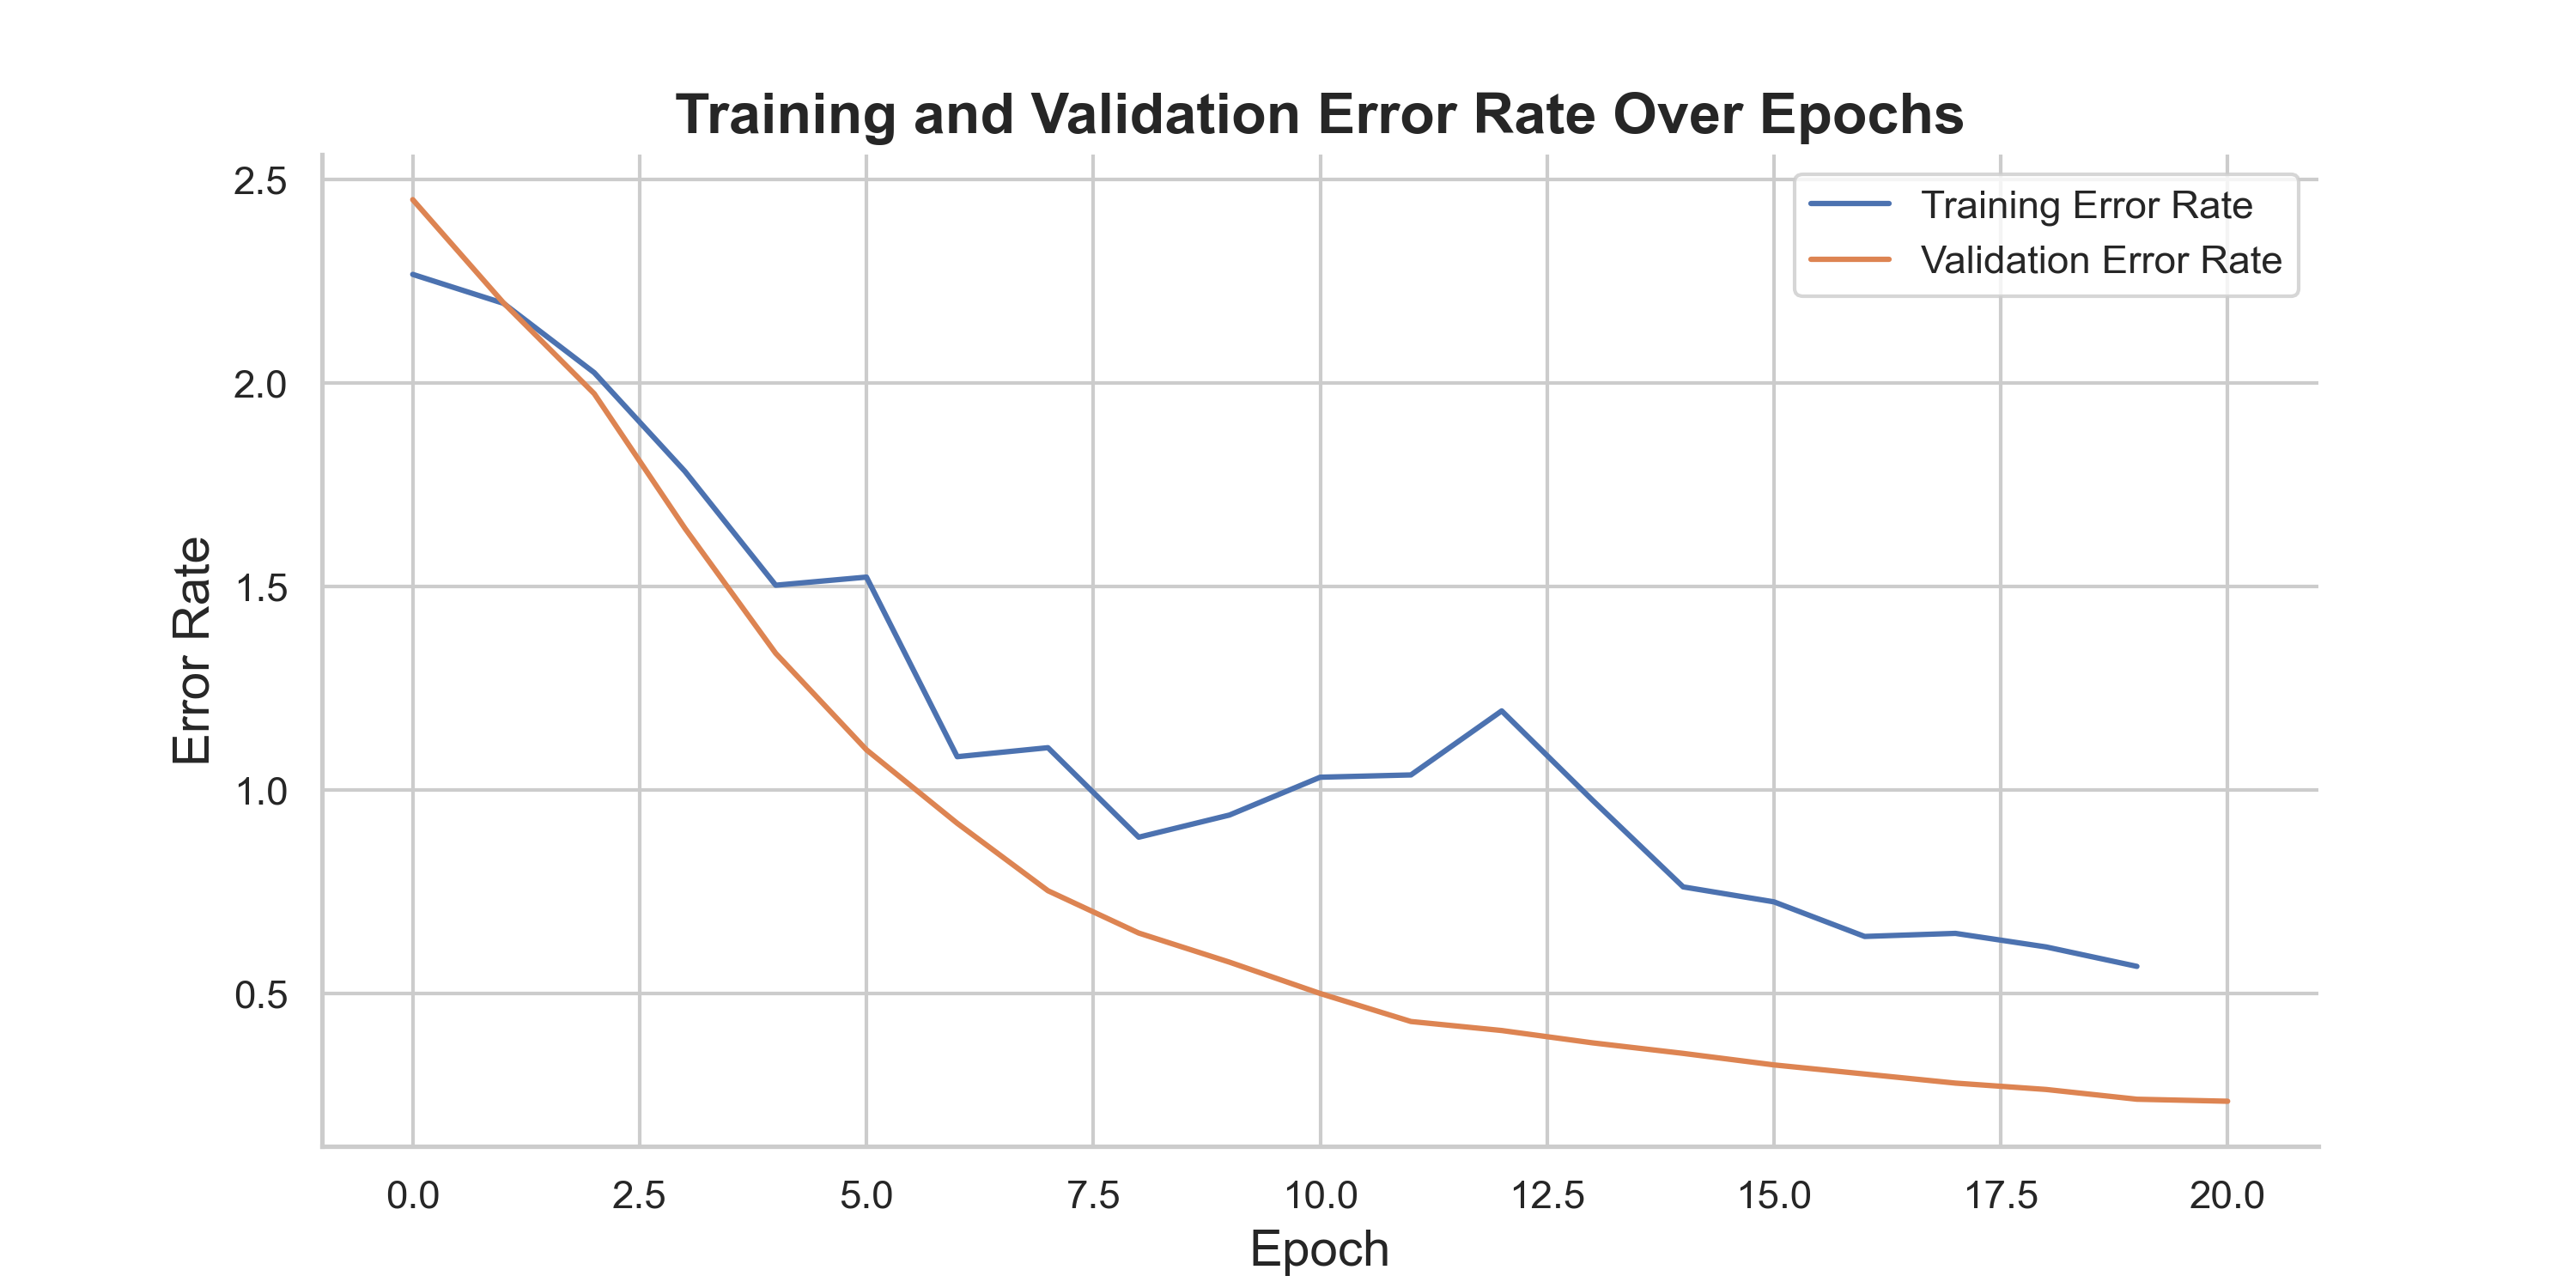 Training and Validation Error Rate Over Epochs
Training Error Rate
Validation Error Rate
Error Rate
2.5
2.0
1.5
1.0
0.5
0.0 2.5 5.0 7.5 10.0 12.5 15.0 17.5 20.0
Epoch